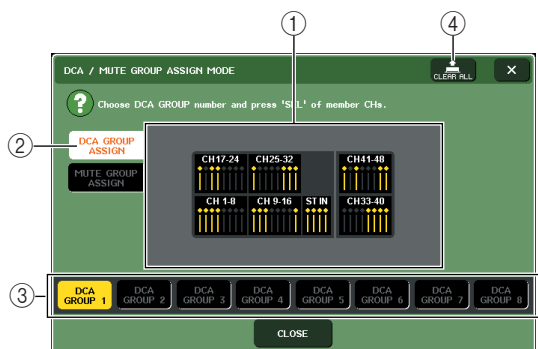 ① ④
DCA / MUTE GROUP ASSIGN MODE
CLEAR ALL
×
? Choose DCA GROUP number and press 'SEL' of member CHs.
②
DCA GROUP ASSIGN
MUTE GROUP ASSIGN
CH17-24 CH25-32 CH41-48
CH 1-8 CH 9-16 ST IN CH33-40
③
DCA GROUP 1
DCA GROUP 2
DCA GROUP 3
DCA GROUP 4
DCA GROUP 5
DCA GROUP 6
DCA GROUP 7
DCA GROUP 8
CLOSE